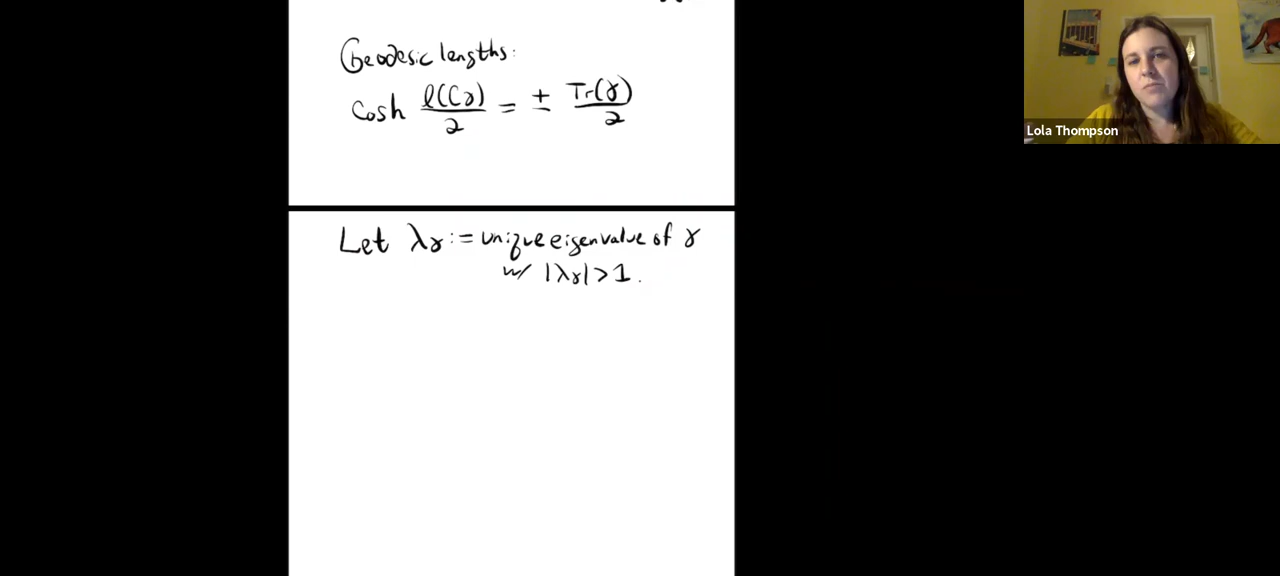 Geodesic lengths:
Cosh ℓ(Cγ)/2 = ± Tr(γ)/2
Let λγ := unique eigenvalue of γ
w/ |λγ| > 1.
Lola Thompson